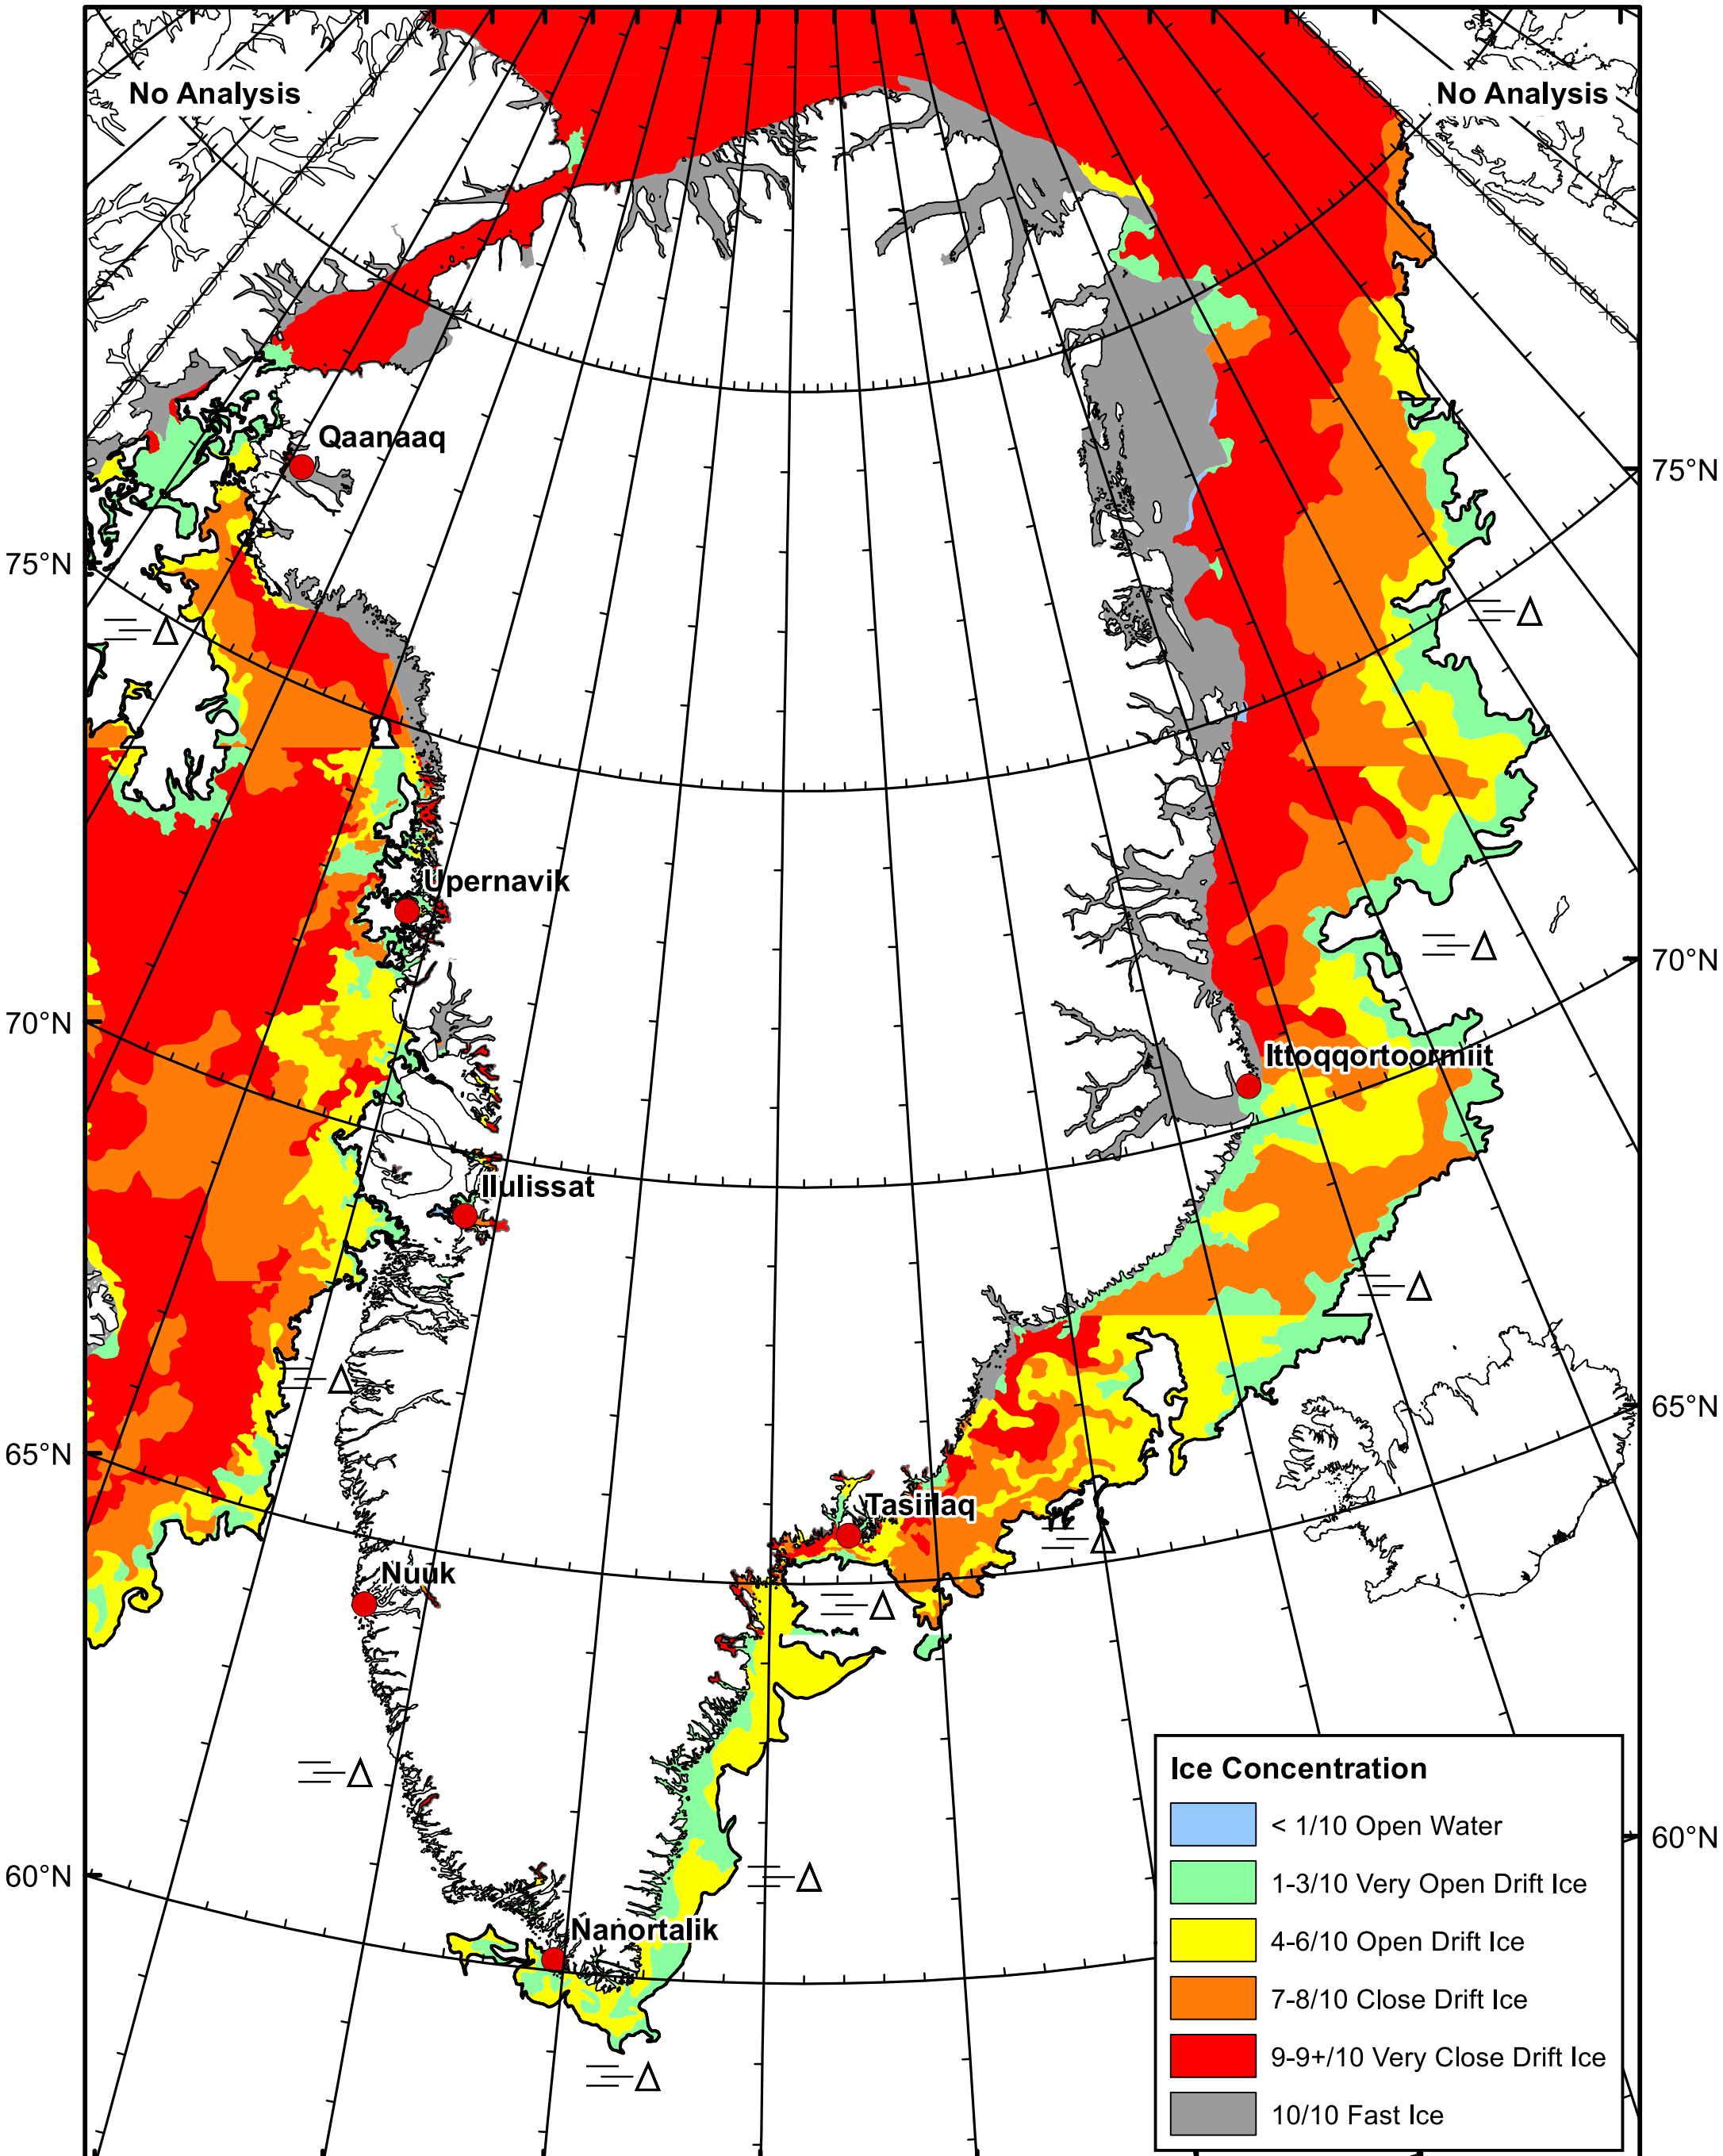 No Analysis
No Analysis
Qaanaaq
75°N
75°N
Upernavik
70°N
70°N
Ittoqqortoormiit
Ilulissat
65°N
65°N
Tasiilaq
Nuuk
60°N
60°N
Nanortalik
Ice Concentration
< 1/10 Open Water
1-3/10 Very Open Drift Ice
4-6/10 Open Drift Ice
7-8/10 Close Drift Ice
9-9+/10 Very Close Drift Ice
10/10 Fast Ice